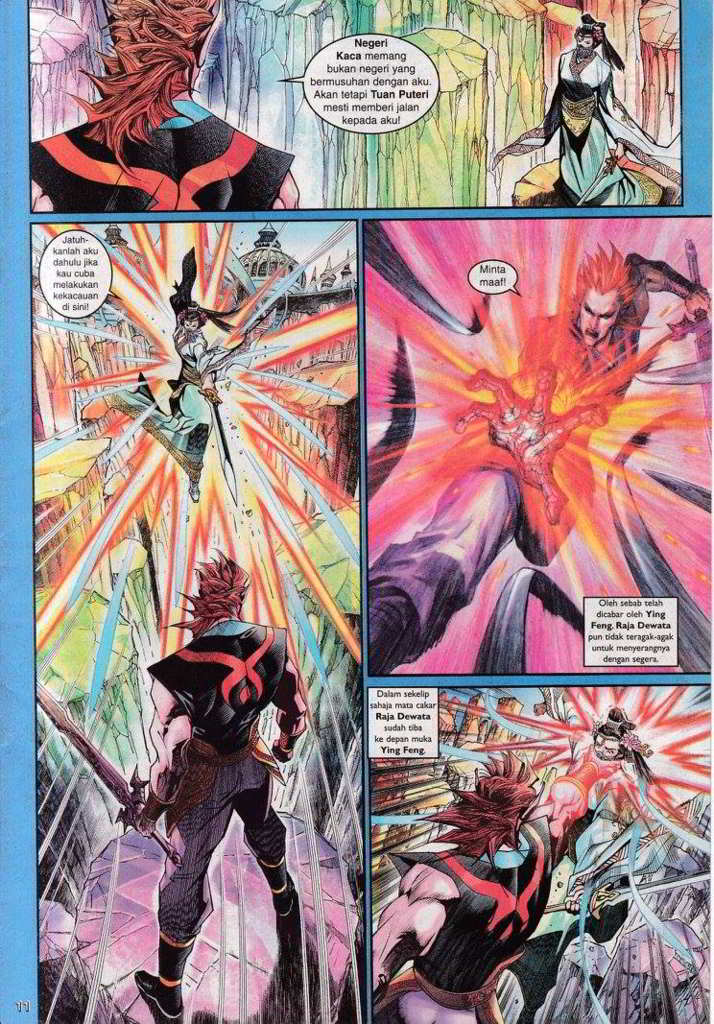 Negeri
Kaca memang
bukan negeri yang
bermusuhan dengan aku.
Akan tetapi Tuan Puteri
mesti memberi jalan
kepada aku!
Jatuh-
kanlah aku
dahulu jika
kau cuba
melakukan
kekacauan
di sini!
Minta
maaf!
Oleh sebab telah
dicabar oleh Ying
Feng, Raja Dewata
pun tidak teragak-agak
untuk menyerangnya
dengan segera.
Dalam sekelip
sahaja mata cakar
Raja Dewata
sudah tiba
ke depan muka
Ying Feng.
11